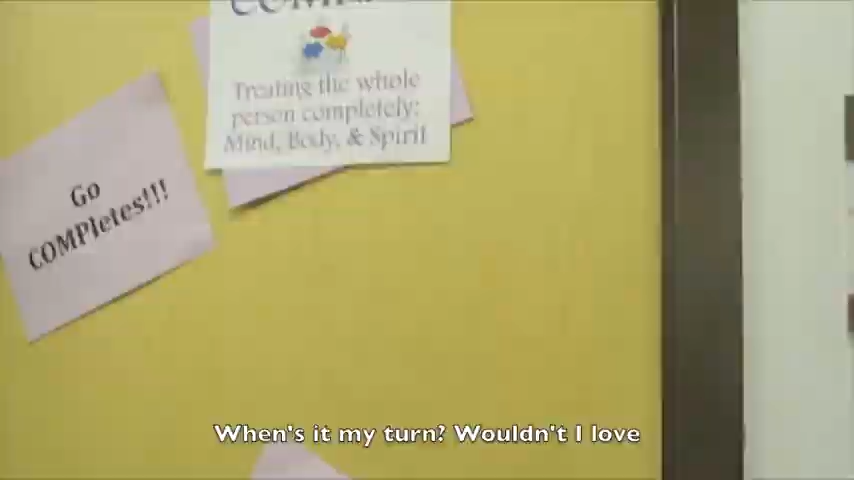 Treating the whole
person completely:
Mind, Body, & Spirit
Go
COMPletes!!!
When's it my turn? Wouldn't I love